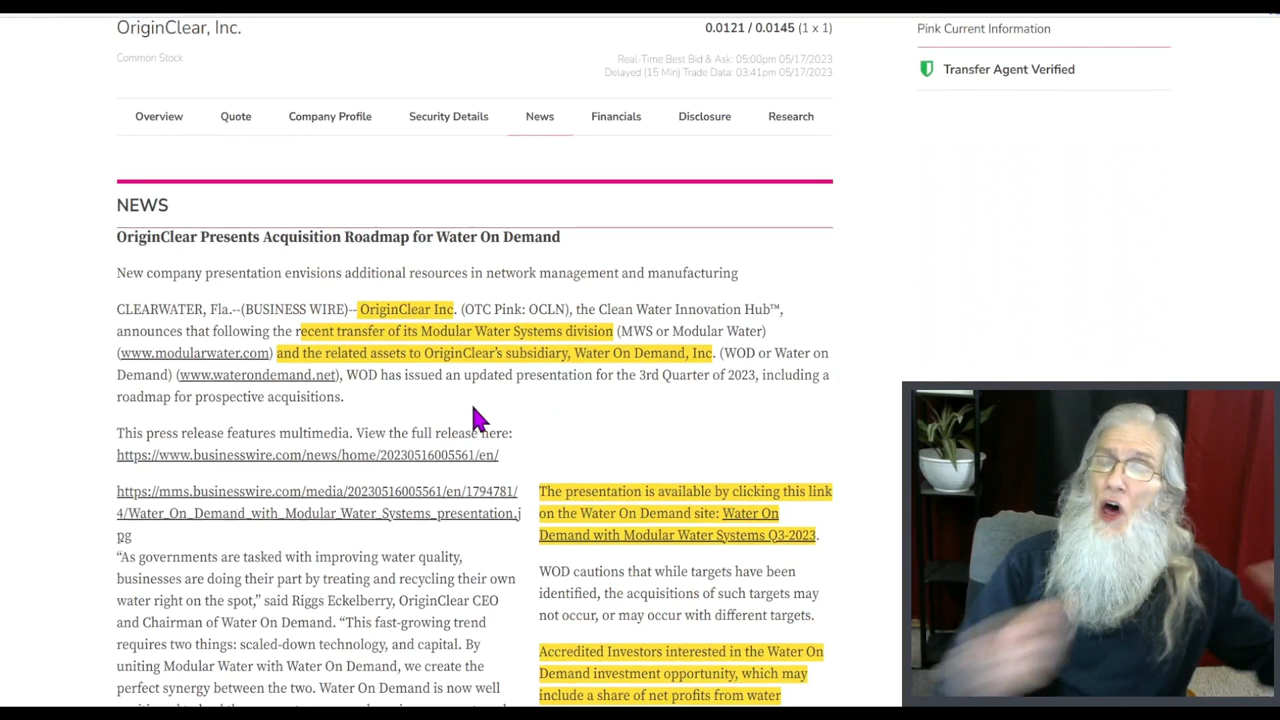 OriginClear, Inc.
0.0121 / 0.0145 (1 x 1)
Common Stock
Real-Time Best Bid & Ask: 05:00pm 05/17/2023
Delayed (15 Min) Trade Data: 03:41pm 05/17/2023
Pink Current Information
Transfer Agent Verified
Overview Quote Company Profile Security Details News Financials Disclosure Research
NEWS
OriginClear Presents Acquisition Roadmap for Water On Demand
New company presentation envisions additional resources in network management and manufacturing
CLEARWATER, Fla.--(BUSINESS WIRE)-- OriginClear Inc. (OTC Pink: OCLN), the Clean Water Innovation Hub™,
announces that following the recent transfer of its Modular Water Systems division (MWS or Modular Water)
(www.modularwater.com) and the related assets to OriginClear’s subsidiary, Water On Demand, Inc. (WOD or Water on
Demand) (www.waterondemand.net), WOD has issued an updated presentation for the 3rd Quarter of 2023, including a
roadmap for prospective acquisitions.
This press release features multimedia. View the full release here:
https://www.businesswire.com/news/home/20230516005561/en/
https://mms.businesswire.com/media/20230516005561/en/1794781/
4/Water_On_Demand_with_Modular_Water_Systems_presentation.j
pg
“As governments are tasked with improving water quality,
businesses are doing their part by treating and recycling their own
water right on the spot,” said Riggs Eckelberry, OriginClear CEO
and Chairman of Water On Demand. “This fast-growing trend
requires two things: scaled-down technology, and capital. By
uniting Modular Water with Water On Demand, we create the
perfect synergy between the two. Water On Demand is now well
The presentation is available by clicking this link
on the Water On Demand site: Water On
Demand with Modular Water Systems Q3-2023.
WOD cautions that while targets have been
identified, the acquisitions of such targets may
not occur, or may occur with different targets.
Accredited Investors interested in the Water On
Demand investment opportunity, which may
include a share of net profits from water